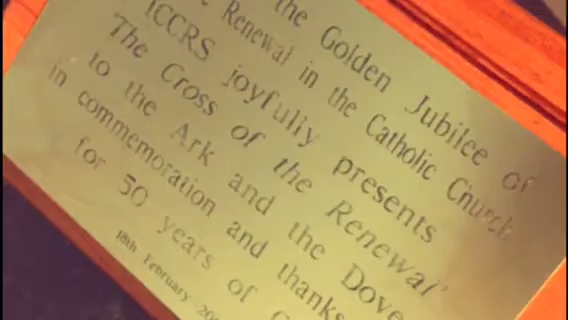 the Golden Jubilee of
Renewal in the Catholic Church
ICCRS joyfully presents
The Cross of the Renewal'
to the Ark and the Dove
in commemoration and thanks
for 50 years of
18th February